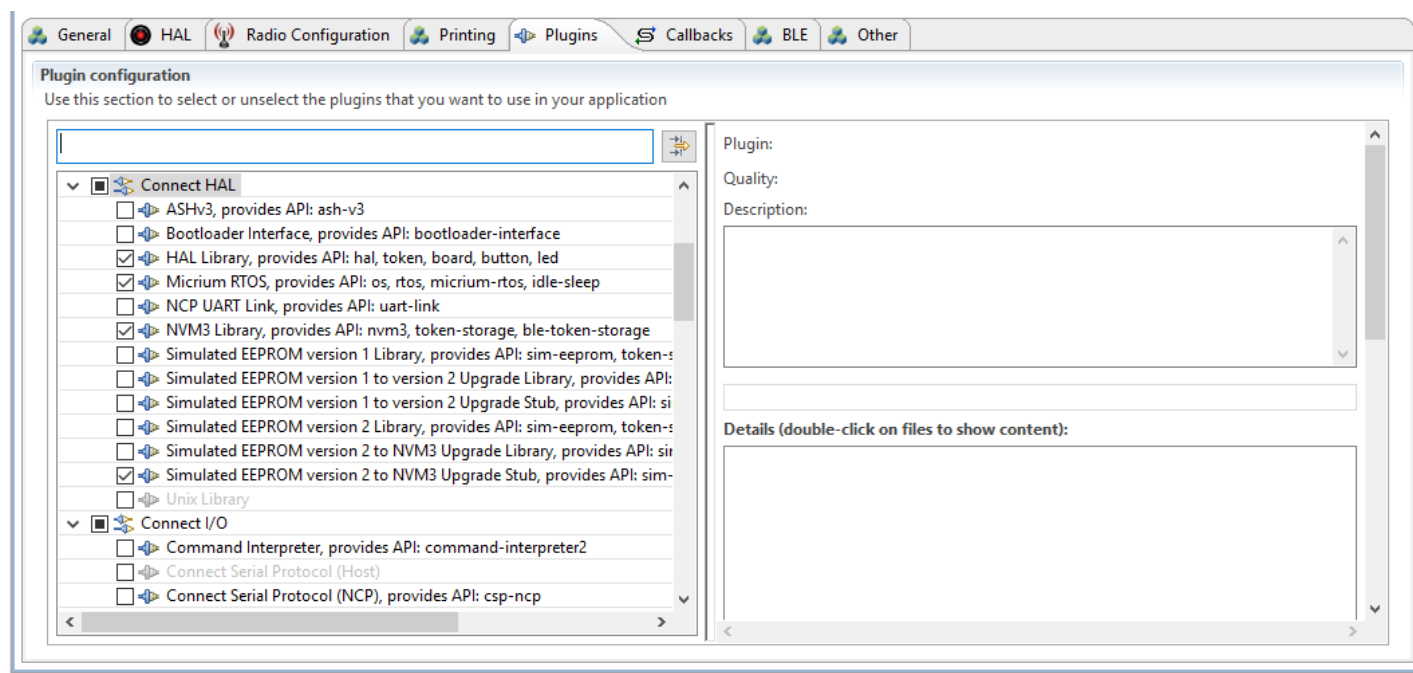 General HAL Radio Configuration Printing Plugins Callbacks BLE Other
Plugin configuration
Use this section to select or unselect the plugins that you want to use in your application
Connect HAL
ASHv3, provides API: ash-v3
Bootloader Interface, provides API: bootloader-interface
HAL Library, provides API: hal, token, board, button, led
Micrium RTOS, provides API: os, rtos, micrium-rtos, idle-sleep
NCP UART Link, provides API: uart-link
NVM3 Library, provides API: nvm3, token-storage, ble-token-storage
Simulated EEPROM version 1 Library, provides API: sim-eeprom, token-s
Simulated EEPROM version 1 to version 2 Upgrade Library, provides API:
Simulated EEPROM version 1 to version 2 Upgrade Stub, provides API: si
Simulated EEPROM version 2 Library, provides API: sim-eeprom, token-s
Simulated EEPROM version 2 to NVM3 Upgrade Library, provides API: sir
Simulated EEPROM version 2 to NVM3 Upgrade Stub, provides API: sim-
Unix Library
Connect I/O
Command Interpreter, provides API: command-interpreter2
Connect Serial Protocol (Host)
Connect Serial Protocol (NCP), provides API: csp-ncp
Plugin:
Quality:
Description:
Details (double-click on files to show content):